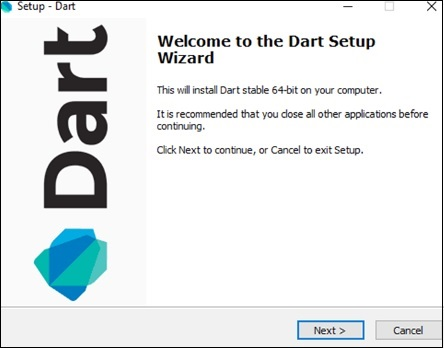 Setup - Dart
Dart
Welcome to the Dart Setup
Wizard
This will install Dart stable 64-bit on your computer.
It is recommended that you close all other applications before
continuing.
Click Next to continue, or Cancel to exit Setup.
Next >
Cancel